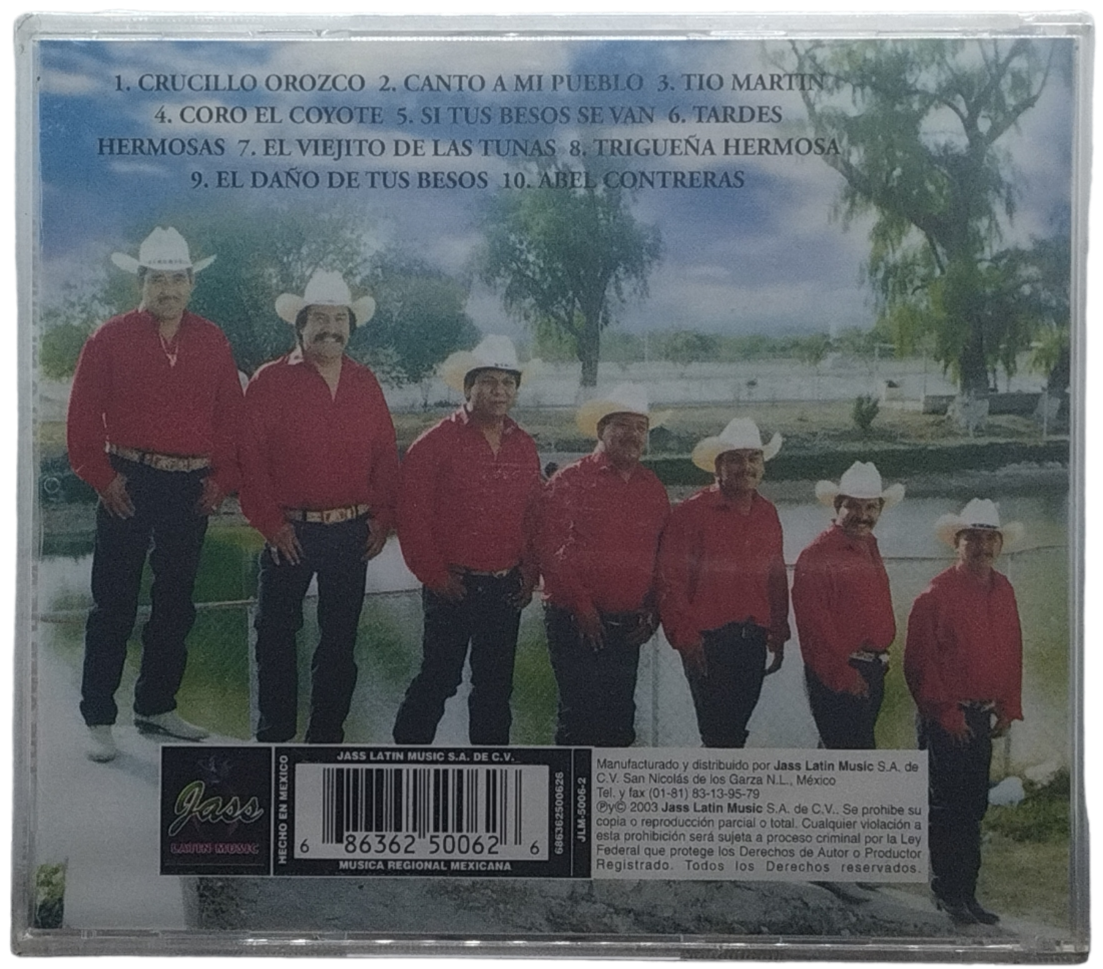 1. CRUCILLO OROZCO 2. CANTO A MI PUEBLO 3. TIO MARTIN
4. CORO EL COYOTE 5. SI TUS BESOS SE VAN 6. TARDES
HERMOSAS 7. EL VIEJITO DE LAS TUNAS 8. TRIGUEÑA HERMOSA
9. EL DAÑO DE TUS BESOS 10. ABEL CONTRERAS
Jass
LATIN MUSIC
HECHO EN MEXICO
JASS LATIN MUSIC S.A. DE C.V.
6 86362 50062 6
MUSICA REGIONAL MEXICANA
686362500626
JLM-5006-2
Manufacturado y distribuido por Jass Latin Music S.A. de
C.V. San Nicolás de los Garza N.L., México
Tel. y fax (01-81) 83-13-95-79
℗y© 2003 Jass Latin Music S.A. de C.V.. Se prohibe su
copia o reproducción parcial o total. Cualquier violación a
esta prohibición será sujeta a proceso criminal por la Ley
Federal que protege los Derechos de Autor o Productor
Registrado. Todos los Derechos reservados.